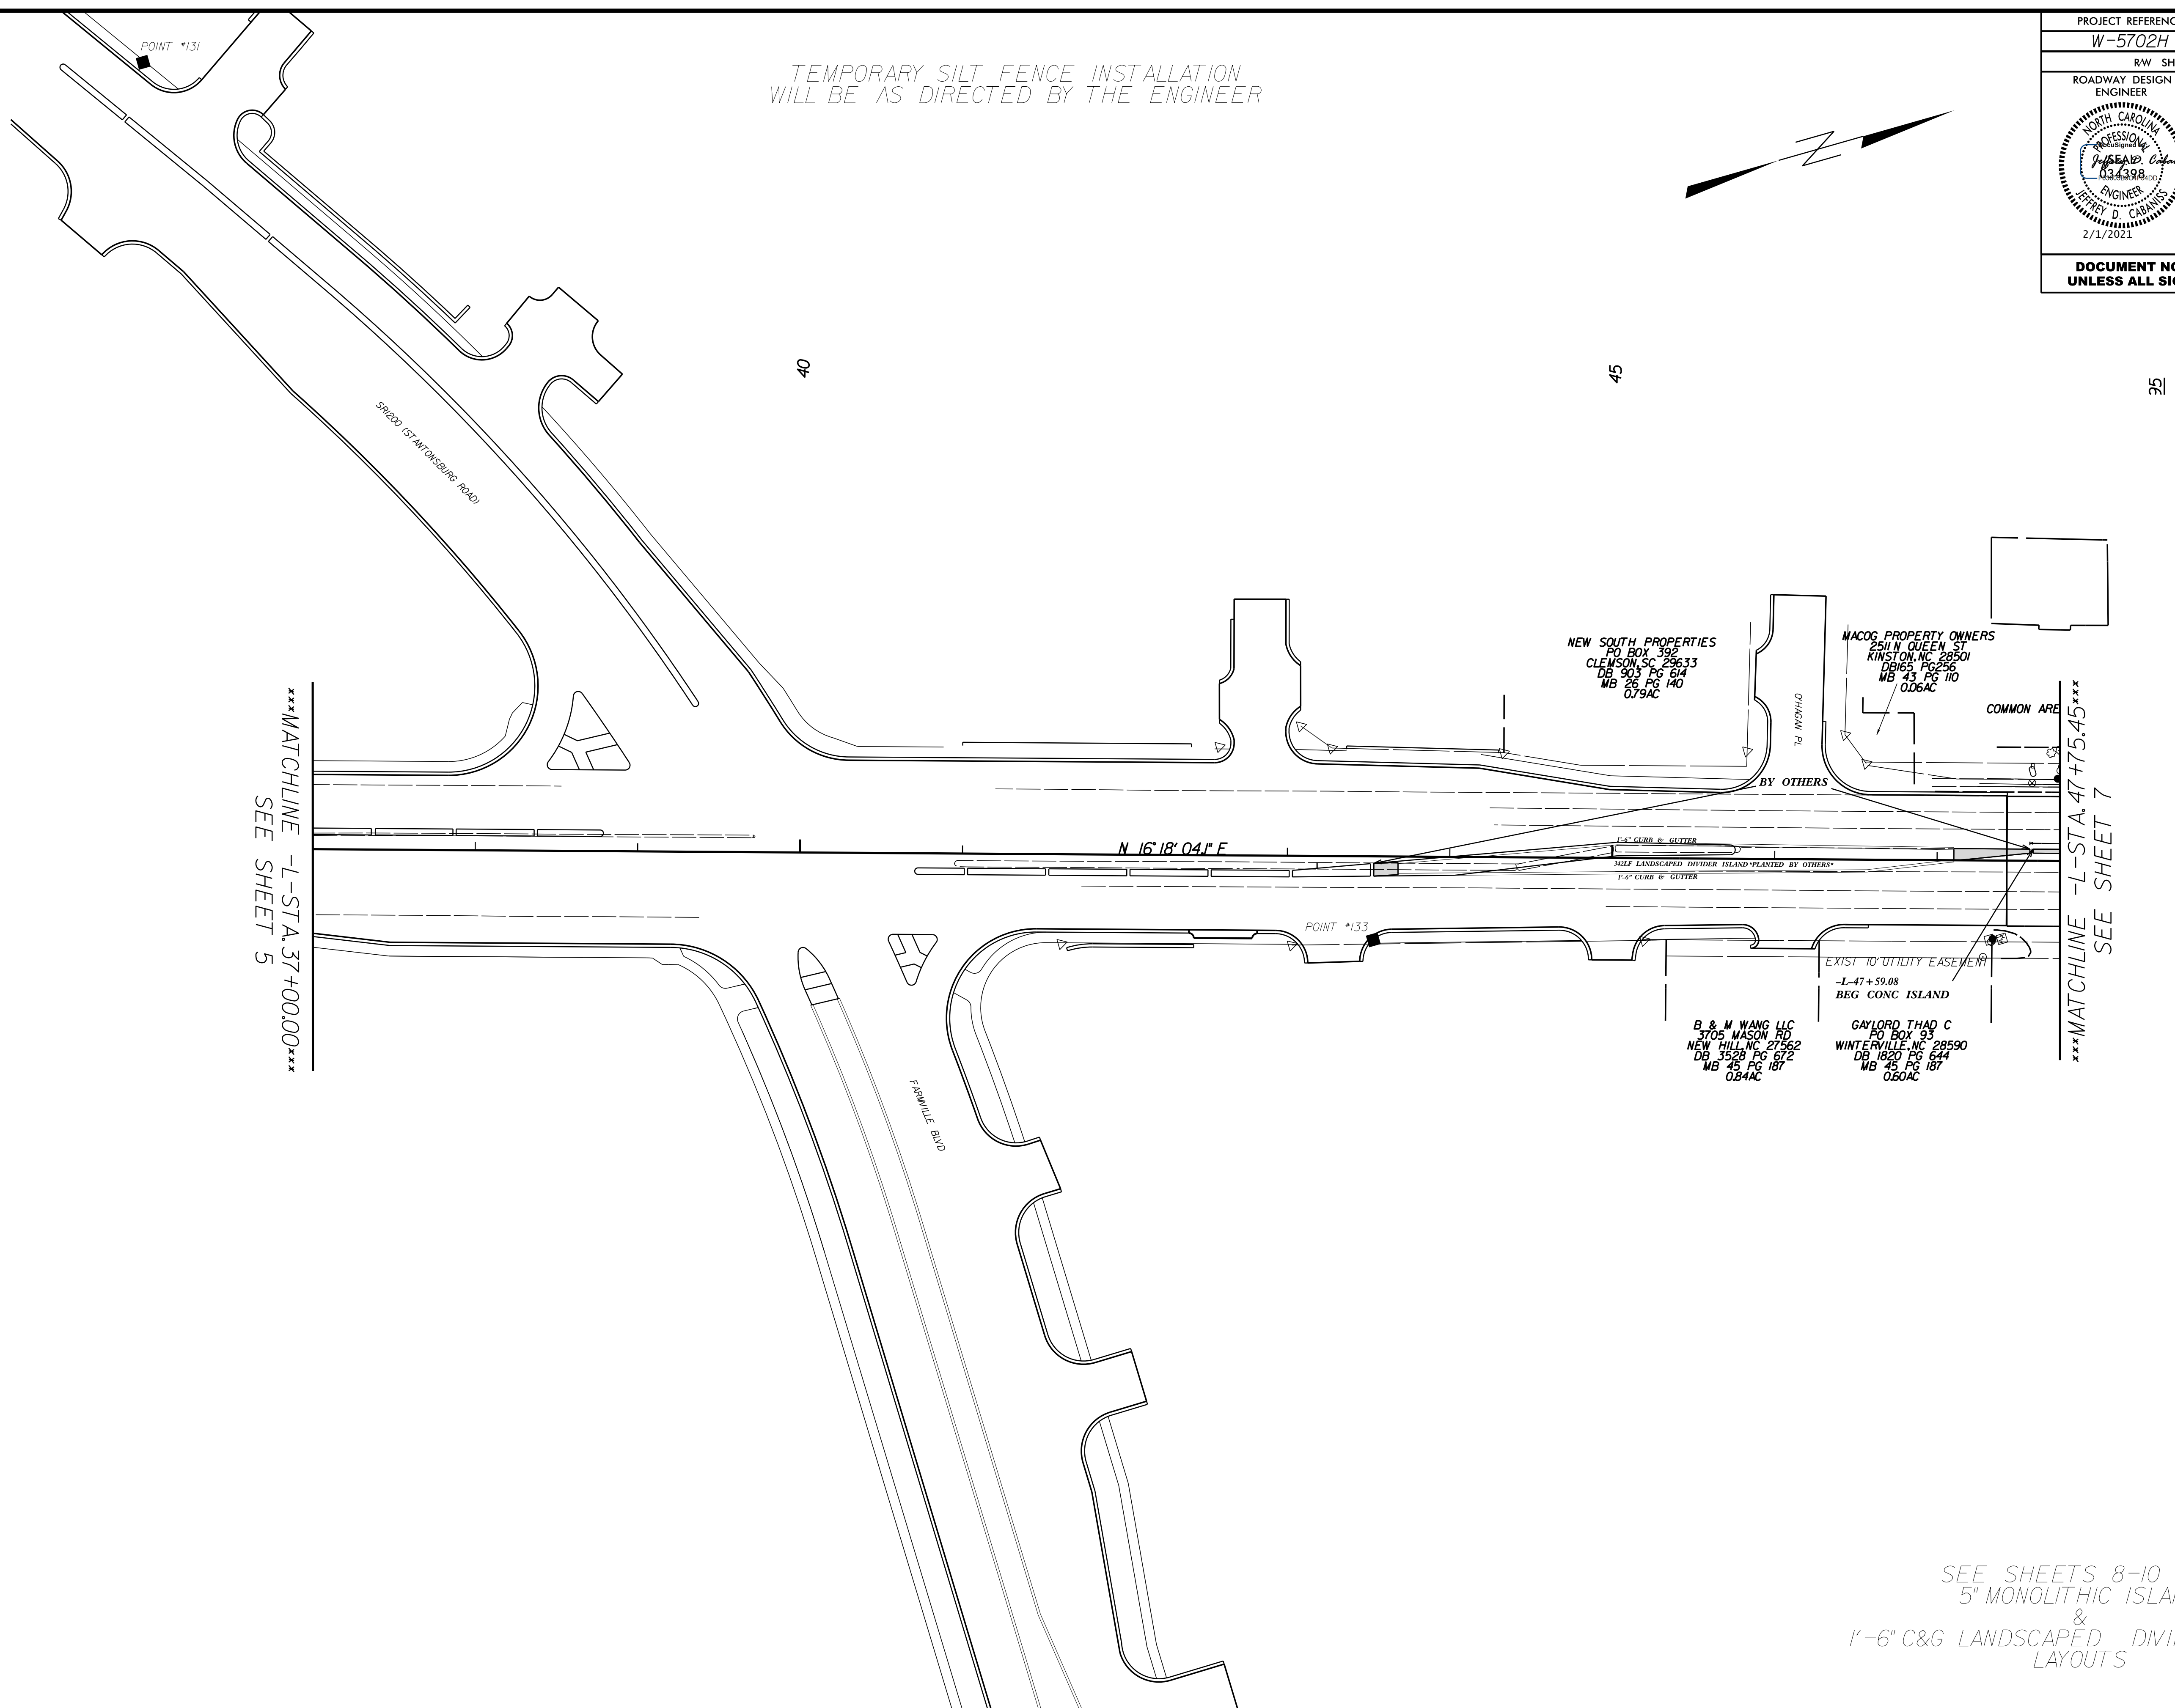 POINT #131
TEMPORARY SILT FENCE INSTALLATION
WILL BE AS DIRECTED BY THE ENGINEER
PROJECT REFERENC
W-5702H
R/W SH
ROADWAY DESIGN
ENGINEER
NORTH CAROLINA
PROFESSIONAL
DocuSigned
SEAL
034398
ENGINEER
JEFFREY D. CABANISS
2/1/2021
DOCUMENT NO
UNLESS ALL SIG
40
45
95
SR1200 (STANTONSBURG ROAD)
NEW SOUTH PROPERTIES
PO BOX 392
CLEMSON, SC 29633
DB 903 PG 614
MB 26 PG 140
0.79AC
MACOG PROPERTY OWNERS
2511 N QUEEN ST
KINSTON, NC 28501
DB165 PG256
MB 43 PG 110
0.06AC
O'HAGAN PL
COMMON ARE
***MATCHLINE -L-STA. 37+00.00***
SEE SHEET 5
***MATCHLINE -L-STA. 47+75.45***
SEE SHEET 7
BY OTHERS
N 16° 18' 04.1" E
1'-6" CURB & GUTTER
342LF LANDSCAPED DIVIDER ISLAND *PLANTED BY OTHERS*
1'-6" CURB & GUTTER
POINT #133
EXIST 10' UTILITY EASEMENT
-L-47+59.08
BEG CONC ISLAND
B & M WANG LLC
3705 MASON RD
NEW HILL, NC 27562
DB 3528 PG 672
MB 45 PG 187
0.84AC
GAYLORD THAD C
PO BOX 93
WINTERVILLE, NC 28590
DB 1820 PG 644
MB 45 PG 187
0.60AC
FARMVILLE BLVD
SEE SHEETS 8-10
5" MONOLITHIC ISLAN
&
1'-6" C&G LANDSCAPED DIVI
LAYOUTS